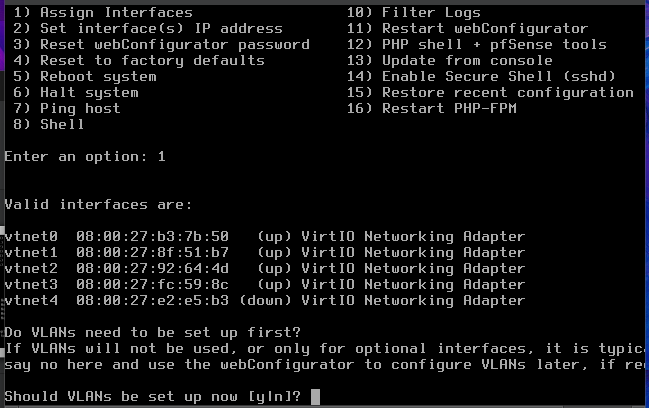 1) Assign Interfaces                  10) Filter Logs
2) Set interface(s) IP address        11) Restart webConfigurator
3) Reset webConfigurator password     12) PHP shell + pfSense tools
4) Reset to factory defaults          13) Update from console
5) Reboot system                      14) Enable Secure Shell (sshd)
6) Halt system                        15) Restore recent configuration
7) Ping host                          16) Restart PHP-FPM
8) Shell
Enter an option: 1
Valid interfaces are:
vtnet0  08:00:27:b3:7b:50   (up) VirtIO Networking Adapter
vtnet1  08:00:27:8f:51:b7   (up) VirtIO Networking Adapter
vtnet2  08:00:27:92:64:4d   (up) VirtIO Networking Adapter
vtnet3  08:00:27:fc:59:8c   (up) VirtIO Networking Adapter
vtnet4  08:00:27:e2:e5:b3 (down) VirtIO Networking Adapter
Do VLANs need to be set up first?
If VLANs will not be used, or only for optional interfaces, it is typic
say no here and use the webConfigurator to configure VLANs later, if re
Should VLANs be set up now [y|n]?